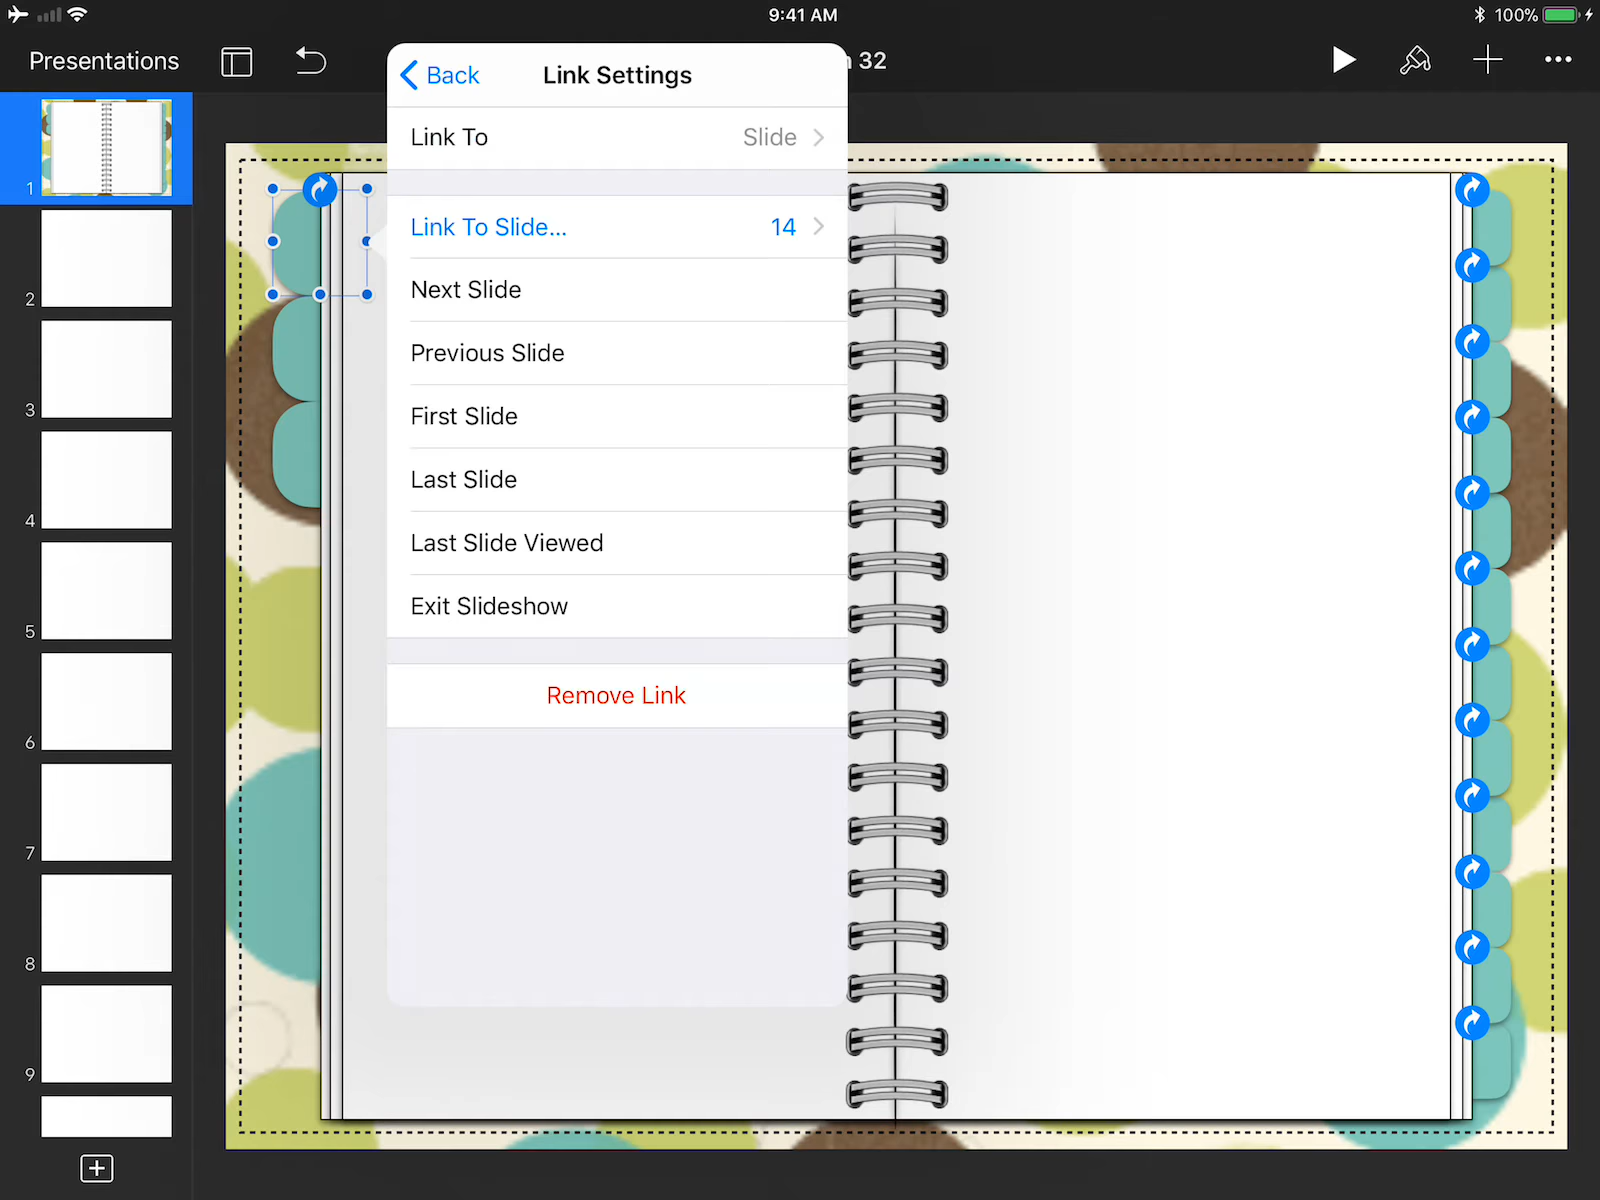 9:41 AM
100%
Presentations
32
Back
Link Settings
Link To
Slide
Link To Slide...
14
Next Slide
Previous Slide
First Slide
Last Slide
Last Slide Viewed
Exit Slideshow
Remove Link
1
2
3
4
5
6
7
8
9